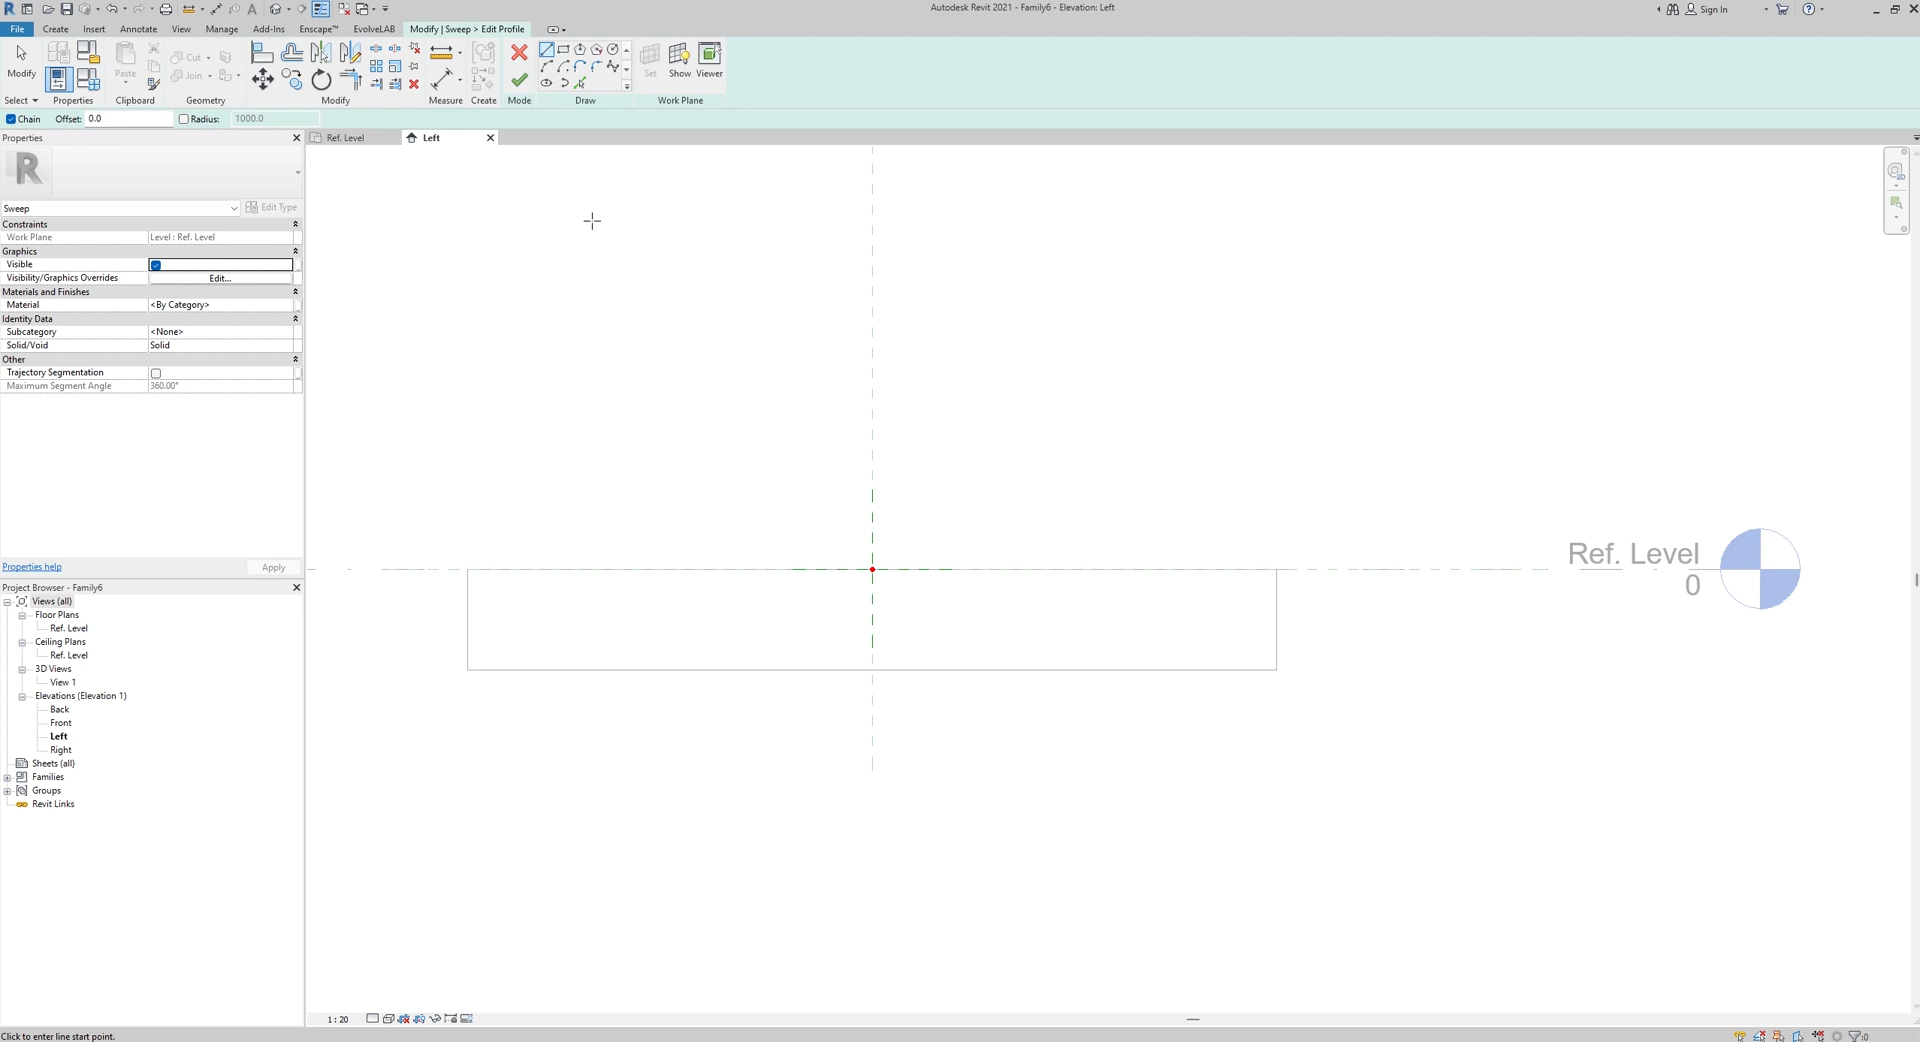 Autodesk Revit 2021 - Family6 - Elevation: Left
Sign In
File Create Insert Annotate View Manage Add-Ins Enscape™ EvolveLAB Modify | Sweep > Edit Profile
Modify
Paste
Cut
Join
Set Show Viewer
Select Properties Clipboard Geometry Modify Measure Create Mode Draw Work Plane
Chain Offset: 0.0 Radius: 1000.0
Properties
Ref. Level
Left
R
Sweep
Edit Type
Constraints
Work Plane Level : Ref. Level
Graphics
Visible
Visibility/Graphics Overrides Edit...
Materials and Finishes
Material <By Category>
Identity Data
Subcategory <None>
Solid/Void Solid
Other
Trajectory Segmentation
Maximum Segment Angle 360.00°
Properties help
Apply
Project Browser - Family6
Views (all)
Floor Plans
Ref. Level
Ceiling Plans
Ref. Level
3D Views
View 1
Elevations (Elevation 1)
Back
Front
Left
Right
Sheets (all)
Families
Groups
Revit Links
Ref. Level
0
1 : 20
Click to enter line start point.
:0